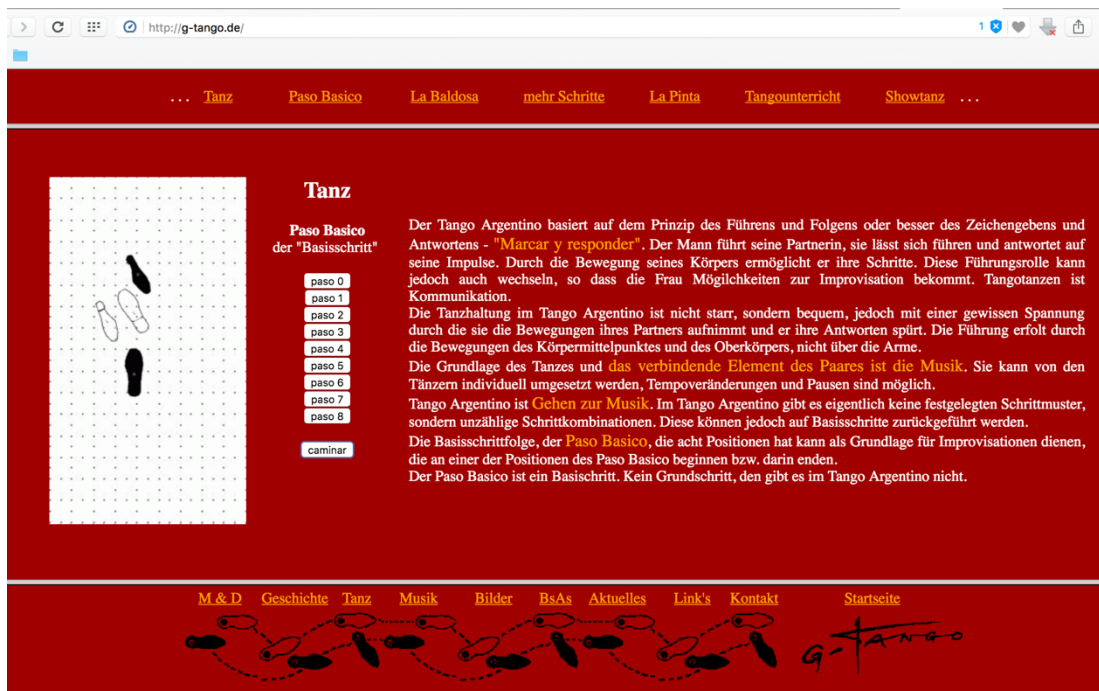 http://g-tango.de/
1
... Tanz Paso Basico La Baldosa mehr Schritte La Pinta Tangounterricht Showtanz ...
Tanz
Paso Basico
der "Basisschritt"
paso 0
paso 1
paso 2
paso 3
paso 4
paso 5
paso 6
paso 7
paso 8
caminar
Der Tango Argentino basiert auf dem Prinzip des Führens und Folgens oder besser des Zeichengebens und
Antwortens - "Marcar y responder". Der Mann führt seine Partnerin, sie lässt sich führen und antwortet auf
seine Impulse. Durch die Bewegung seines Körpers ermöglicht er ihre Schritte. Diese Führungsrolle kann
jedoch auch wechseln, so dass die Frau Mögilchkeiten zur Improvisation bekommt. Tangotanzen ist
Kommunikation.
Die Tanzhaltung im Tango Argentino ist nicht starr, sondern bequem, jedoch mit einer gewissen Spannung
durch die sie die Bewegungen ihres Partners aufnimmt und er ihre Antworten spürt. Die Führung erfolt durch
die Bewegungen des Körpermittelpunktes und des Oberkörpers, nicht über die Arme.
Die Grundlage des Tanzes und das verbindende Element des Paares ist die Musik. Sie kann von den
Tänzern individuell umgesetzt werden, Tempoveränderungen und Pausen sind möglich.
Tango Argentino ist Gehen zur Musik. Im Tango Argentino gibt es eigentlich keine festgelegten Schrittmuster,
sondern unzählige Schrittkombinationen. Diese können jedoch auf Basisschritte zurückgeführt werden.
Die Basisschrittfolge, der Paso Basico, die acht Positionen hat kann als Grundlage für Improvisationen dienen,
die an einer der Positionen des Paso Basico beginnen bzw. darin enden.
Der Paso Basico ist ein Basischritt. Kein Grundschritt, den gibt es im Tango Argentino nicht.
M & D Geschichte Tanz Musik Bilder BsAs Aktuelles Link's Kontakt Startseite
G-TANGO